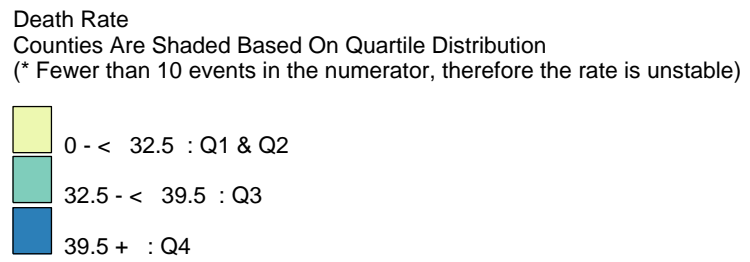 Death Rate
Counties Are Shaded Based On Quartile Distribution
(* Fewer than 10 events in the numerator, therefore the rate is unstable)
0 - < 32.5 : Q1 & Q2
32.5 - < 39.5 : Q3
39.5 + : Q4